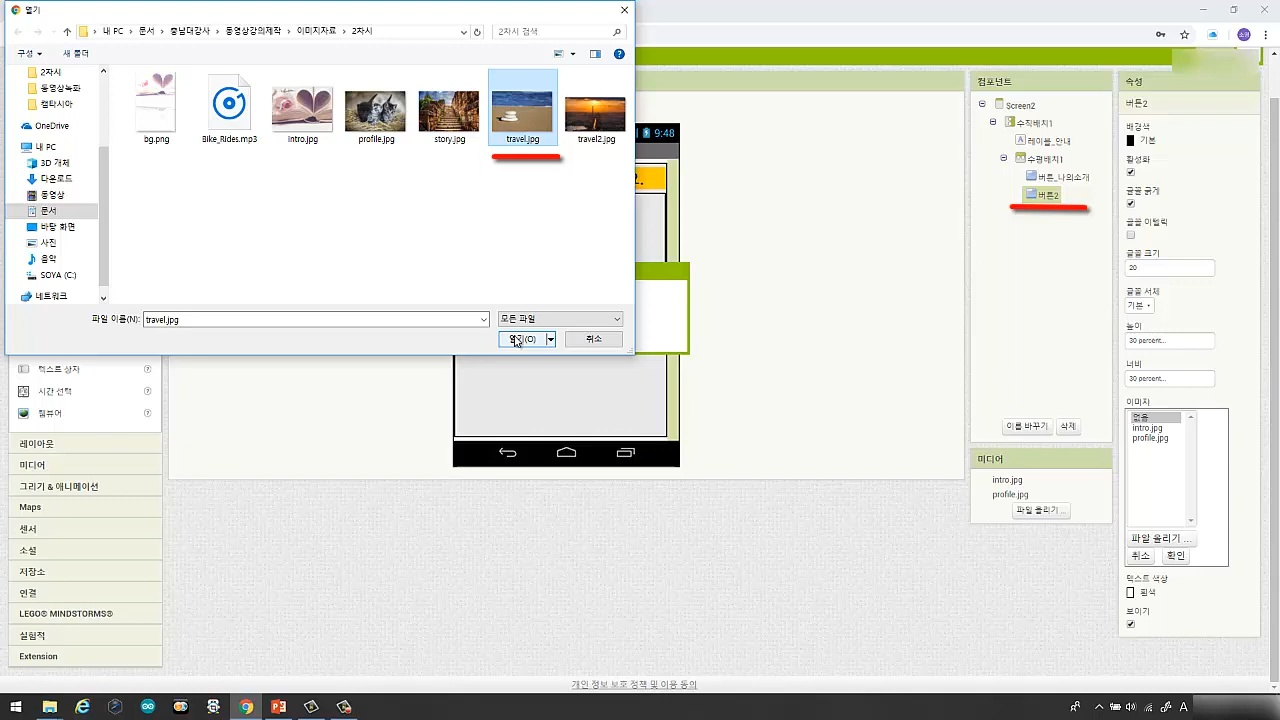 열기
내 PC > 문서 > 충남대강사 > 동영상강의제작 > 이미지자료 > 2차시
2차시 검색
구성
새 폴더
2차시
동영상녹화
캡타시아
OneDrive
내 PC
3D 개체
다운로드
동영상
문서
바탕 화면
사진
음악
SOYA (C:)
네트워크
bg.png
Bike_Rides.mp3
intro.jpg
profile.jpg
story.jpg
travel.jpg
travel2.jpg
파일 이름(N):
travel.jpg
모든 파일
열기(O)
취소
9:48
2.
텍스트 상자
시간 선택
웹뷰어
레이아웃
미디어
그리기 & 애니메이션
Maps
센서
소셜
저장소
연결
LEGO® MINDSTORMS®
실험적
Extension
컴포넌트
Screen2
수직배치1
레이블_안내
수평배치1
버튼_나의소개
버튼2
이름 바꾸기
삭제
미디어
intro.jpg
profile.jpg
파일 올리기 ...
속성
버튼2
배경색
기본
활성화
글꼴 굵게
글꼴 이탤릭
글꼴 크기
20
글꼴 서체
기본
높이
30 percent...
너비
30 percent...
이미지
없음
intro.jpg
profile.jpg
파일 올리기 ...
취소
확인
텍스트 색상
흰색
보이기
개인 정보 보호 정책 및 이용 동의
A